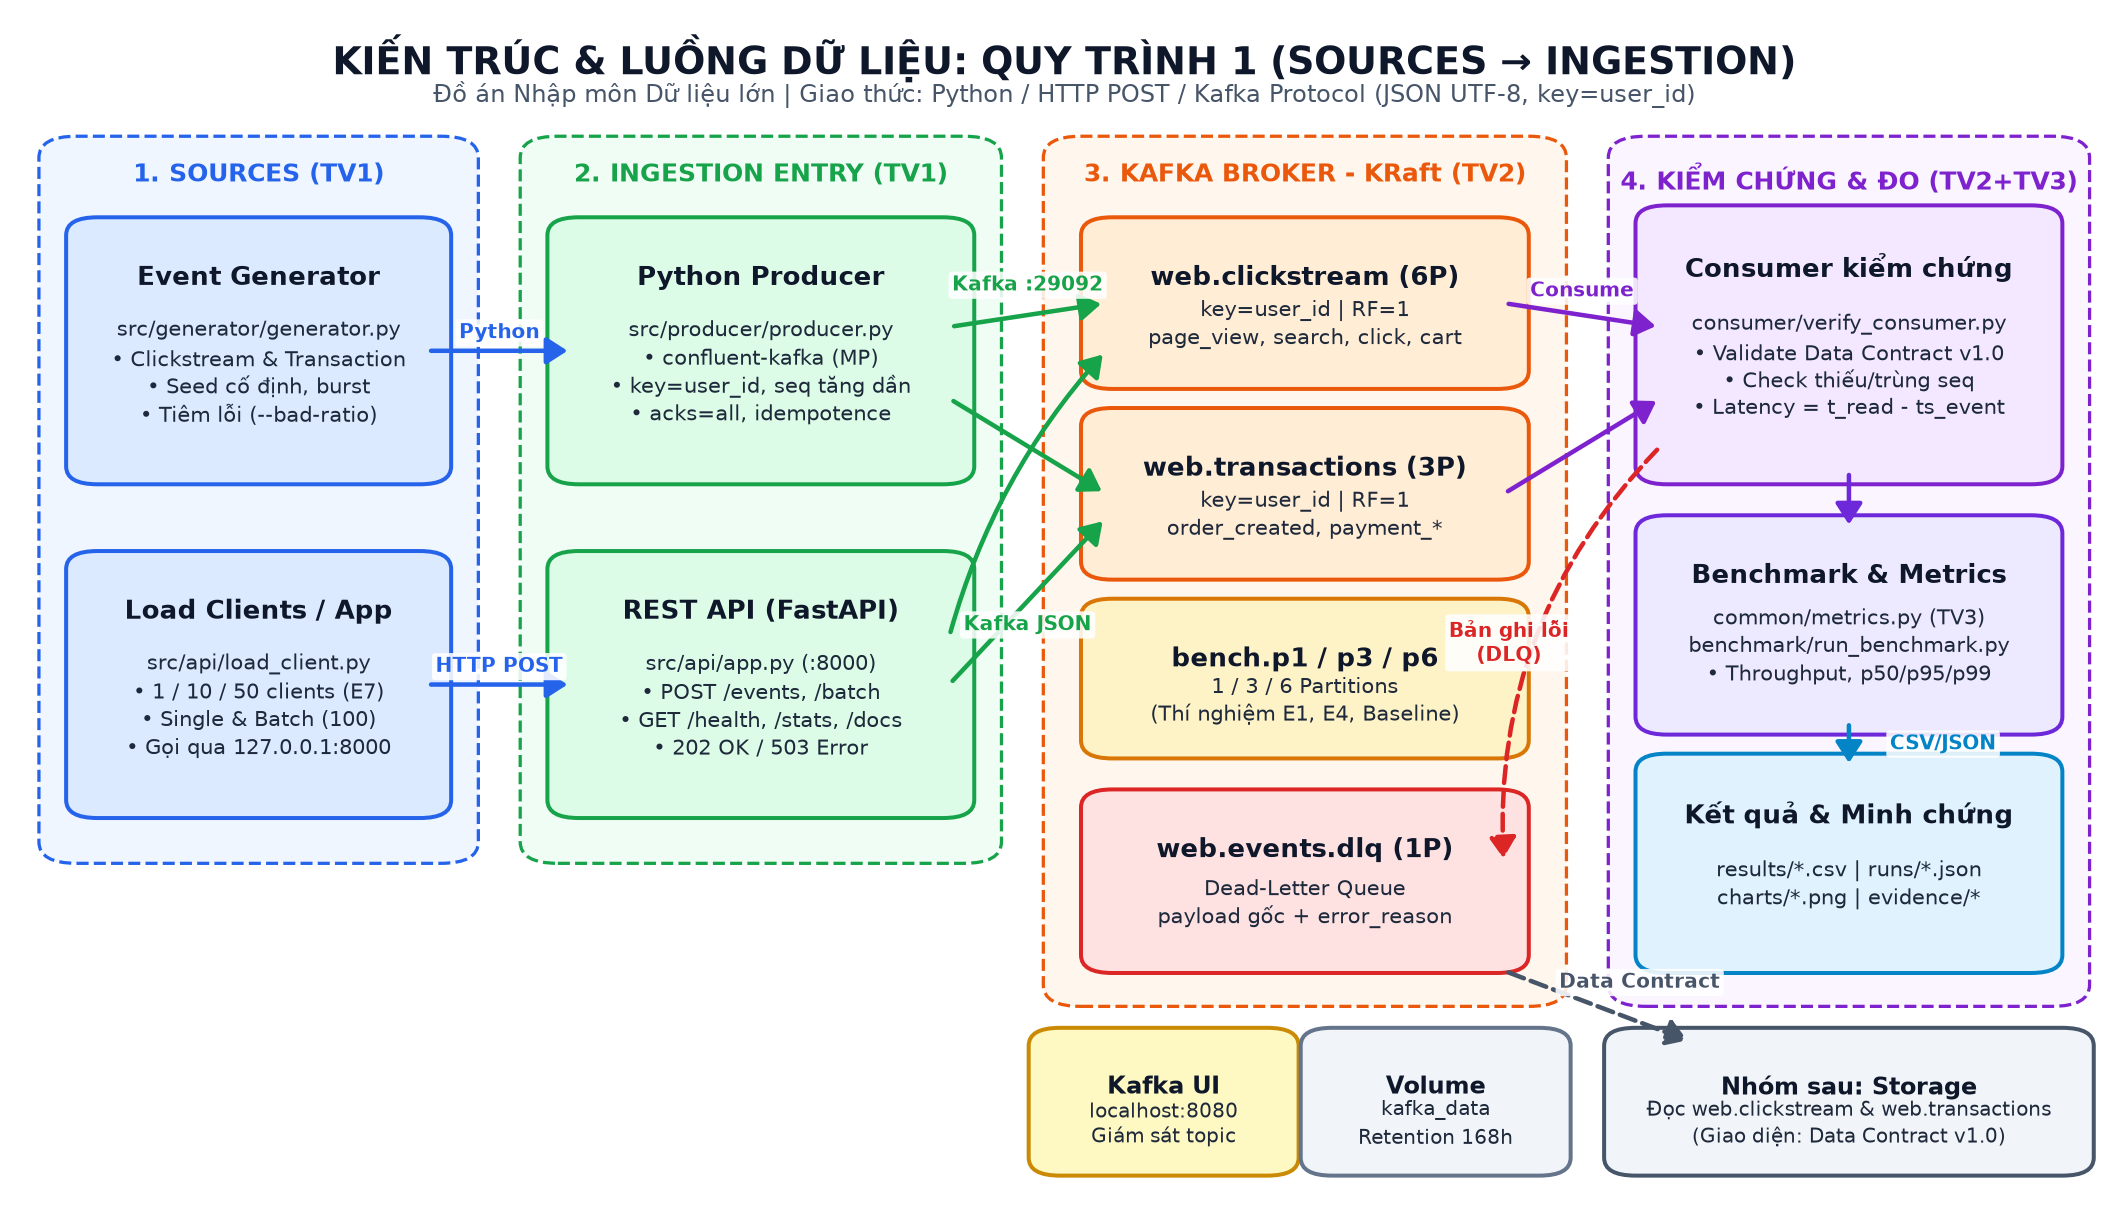 KIẾN TRÚC & LUỒNG DỮ LIỆU: QUY TRÌNH 1 (SOURCES → INGESTION)
Đồ án Nhập môn Dữ liệu lớn | Giao thức: Python / HTTP POST / Kafka Protocol (JSON UTF-8, key=user_id)
1. SOURCES (TV1)
Event Generator
src/generator/generator.py
• Clickstream & Transaction
• Seed cố định, burst
• Tiêm lỗi (--bad-ratio)
Load Clients / App
src/api/load_client.py
• 1 / 10 / 50 clients (E7)
• Single & Batch (100)
• Gọi qua 127.0.0.1:8000
Python
HTTP POST
2. INGESTION ENTRY (TV1)
Python Producer
src/producer/producer.py
• confluent-kafka (MP)
• key=user_id, seq tăng dần
• acks=all, idempotence
REST API (FastAPI)
src/api/app.py (:8000)
• POST /events, /batch
• GET /health, /stats, /docs
• 202 OK / 503 Error
Kafka :29092
Kafka JSON
3. KAFKA BROKER - KRaft (TV2)
web.clickstream (6P)
key=user_id | RF=1
page_view, search, click, cart
web.transactions (3P)
key=user_id | RF=1
order_created, payment_*
bench.p1 / p3 / p6
1 / 3 / 6 Partitions
(Thí nghiệm E1, E4, Baseline)
web.events.dlq (1P)
Dead-Letter Queue
payload gốc + error_reason
Consume
Bản ghi lỗi
(DLQ)
4. KIỂM CHỨNG & ĐO (TV2+TV3)
Consumer kiểm chứng
consumer/verify_consumer.py
• Validate Data Contract v1.0
• Check thiếu/trùng seq
• Latency = t_read - ts_event
Benchmark & Metrics
common/metrics.py (TV3)
benchmark/run_benchmark.py
• Throughput, p50/p95/p99
CSV/JSON
Kết quả & Minh chứng
results/*.csv | runs/*.json
charts/*.png | evidence/*
Data Contract
Kafka UI
localhost:8080
Giám sát topic
Volume
kafka_data
Retention 168h
Nhóm sau: Storage
Đọc web.clickstream & web.transactions
(Giao diện: Data Contract v1.0)